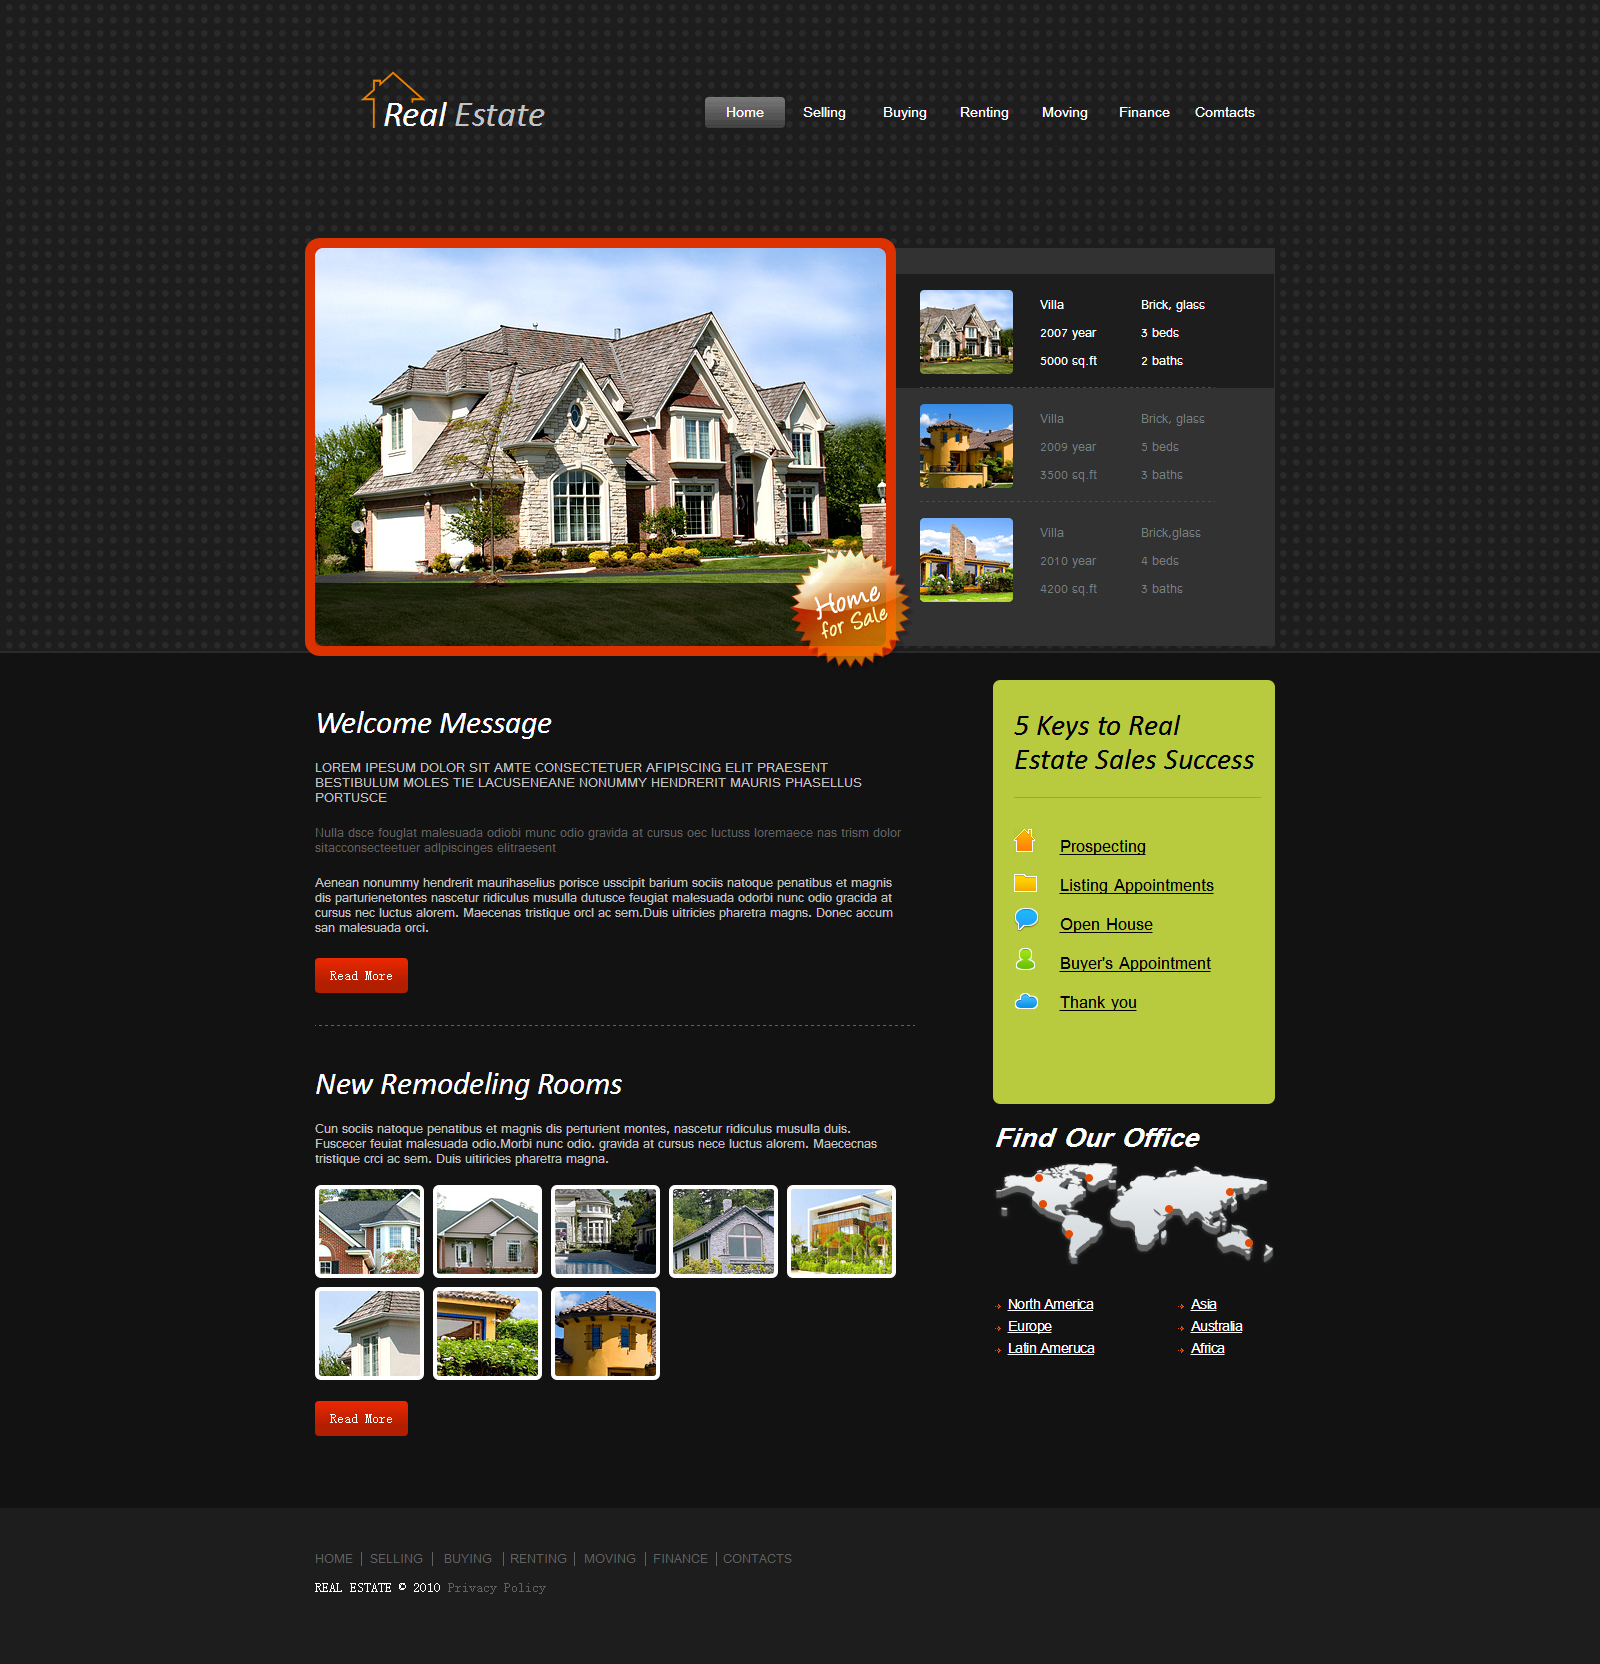 Real Estate
Home Selling Buying Renting Moving Finance Comtacts
Villa Brick, glass
2007 year 3 beds
5000 sq.ft 2 baths
Villa Brick, glass
2009 year 5 beds
3500 sq.ft 3 baths
Villa Brick,glass
2010 year 4 beds
4200 sq.ft 3 baths
Home
for Sale
Welcome Message
LOREM IPESUM DOLOR SIT AMTE CONSECTETUER AFIPISCING ELIT PRAESENT
BESTIBULUM MOLES TIE LACUSENEANE NONUMMY HENDRERIT MAURIS PHASELLUS
PORTUSCE
Nulla dsce fouglat malesuada odiobi munc odio gravida at cursus oec luctuss loremaece nas trism dolor
sitacconsecteetuer adlpiscinges elitraesent
Aenean nonummy hendrerit maurihaselius porisce usscipit barium sociis natoque penatibus et magnis
dis parturienetontes nascetur ridiculus musulla dutusce feugiat malesuada odorbi nunc odio gracida at
cursus nec luctus alorem. Maecenas tristique orcl ac sem.Duis uitricies pharetra magns. Donec accum
san malesuada orci.
Read More
New Remodeling Rooms
Cun sociis natoque penatibus et magnis dis perturient montes, nascetur ridiculus musulla duis.
Fuscecer feuiat malesuada odio.Morbi nunc odio. gravida at cursus nece luctus alorem. Maececnas
tristique crci ac sem. Duis uitiricies pharetra magna.
Read More
5 Keys to Real
Estate Sales Success
Prospecting
Listing Appointments
Open House
Buyer's Appointment
Thank you
Find Our Office
North America Asia
Europe Australia
Latin Ameruca Africa
HOME | SELLING | BUYING | RENTING | MOVING | FINANCE | CONTACTS
REAL ESTATE © 2010 Privacy Policy